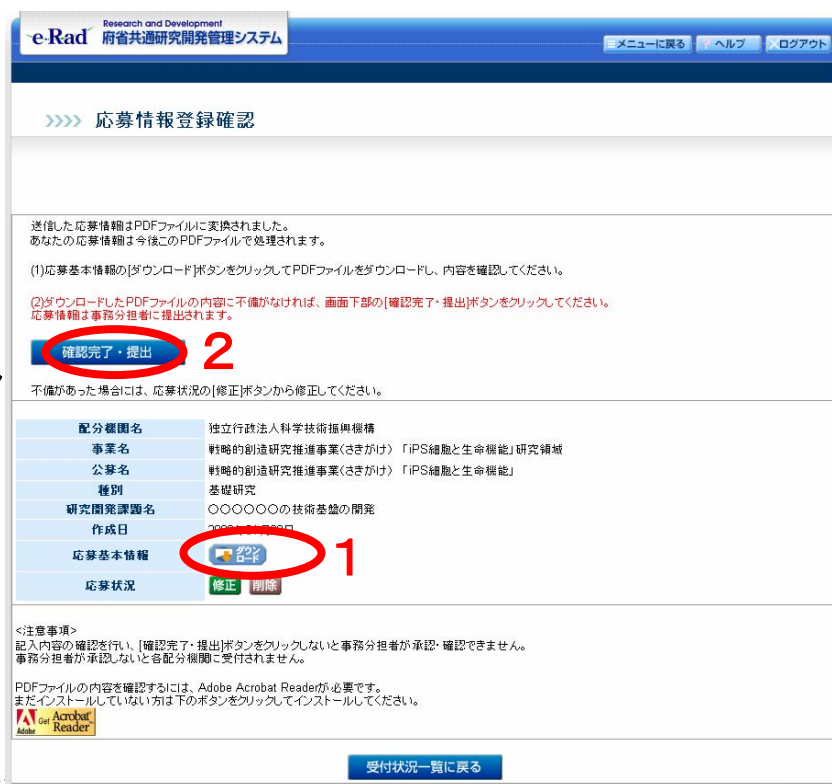 e-Rad
Research and Development
府省共通研究開発管理システム
メニューに戻る ? ヘルプ ログアウト
>>>> 応募情報登録確認
送信した応募情報はPDFファイルに変換されました。
あなたの応募情報は今後このPDFファイルで処理されます。
(1)応募基本情報の[ダウンロード]ボタンをクリックしてPDFファイルをダウンロードし、内容を確認してください。
(2)ダウンロードしたPDFファイルの内容に不備がなければ、画面下部の[確認完了・提出]ボタンをクリックしてください。
応募情報は事務分担者に提出されます。
確認完了・提出 2
不備があった場合には、応募状況の[修正]ボタンから修正してください。
配分機関名 独立行政法人科学技術振興機構
事業名 戦略的創造研究推進事業(さきがけ) 「iPS細胞と生命機能」研究領域
公募名 戦略的創造研究推進事業(さきがけ) 「iPS細胞と生命機能」
種別 基礎研究
研究開発課題名 〇〇〇〇〇〇の技術基盤の開発
作成日
応募基本情報 ダウンロード 1
応募状況 修正 削除
<注意事項>
記入内容の確認を行い、[確認完了・提出]ボタンをクリックしないと事務分担者が承認・確認できません。
事務分担者が承認しないと各配分機関に受付されません。
PDFファイルの内容を確認するには、Adobe Acrobat Readerが必要です。
まだインストールしていない方は下のボタンをクリックしてインストールしてください。
Adobe Get Acrobat Reader
受付状況一覧に戻る